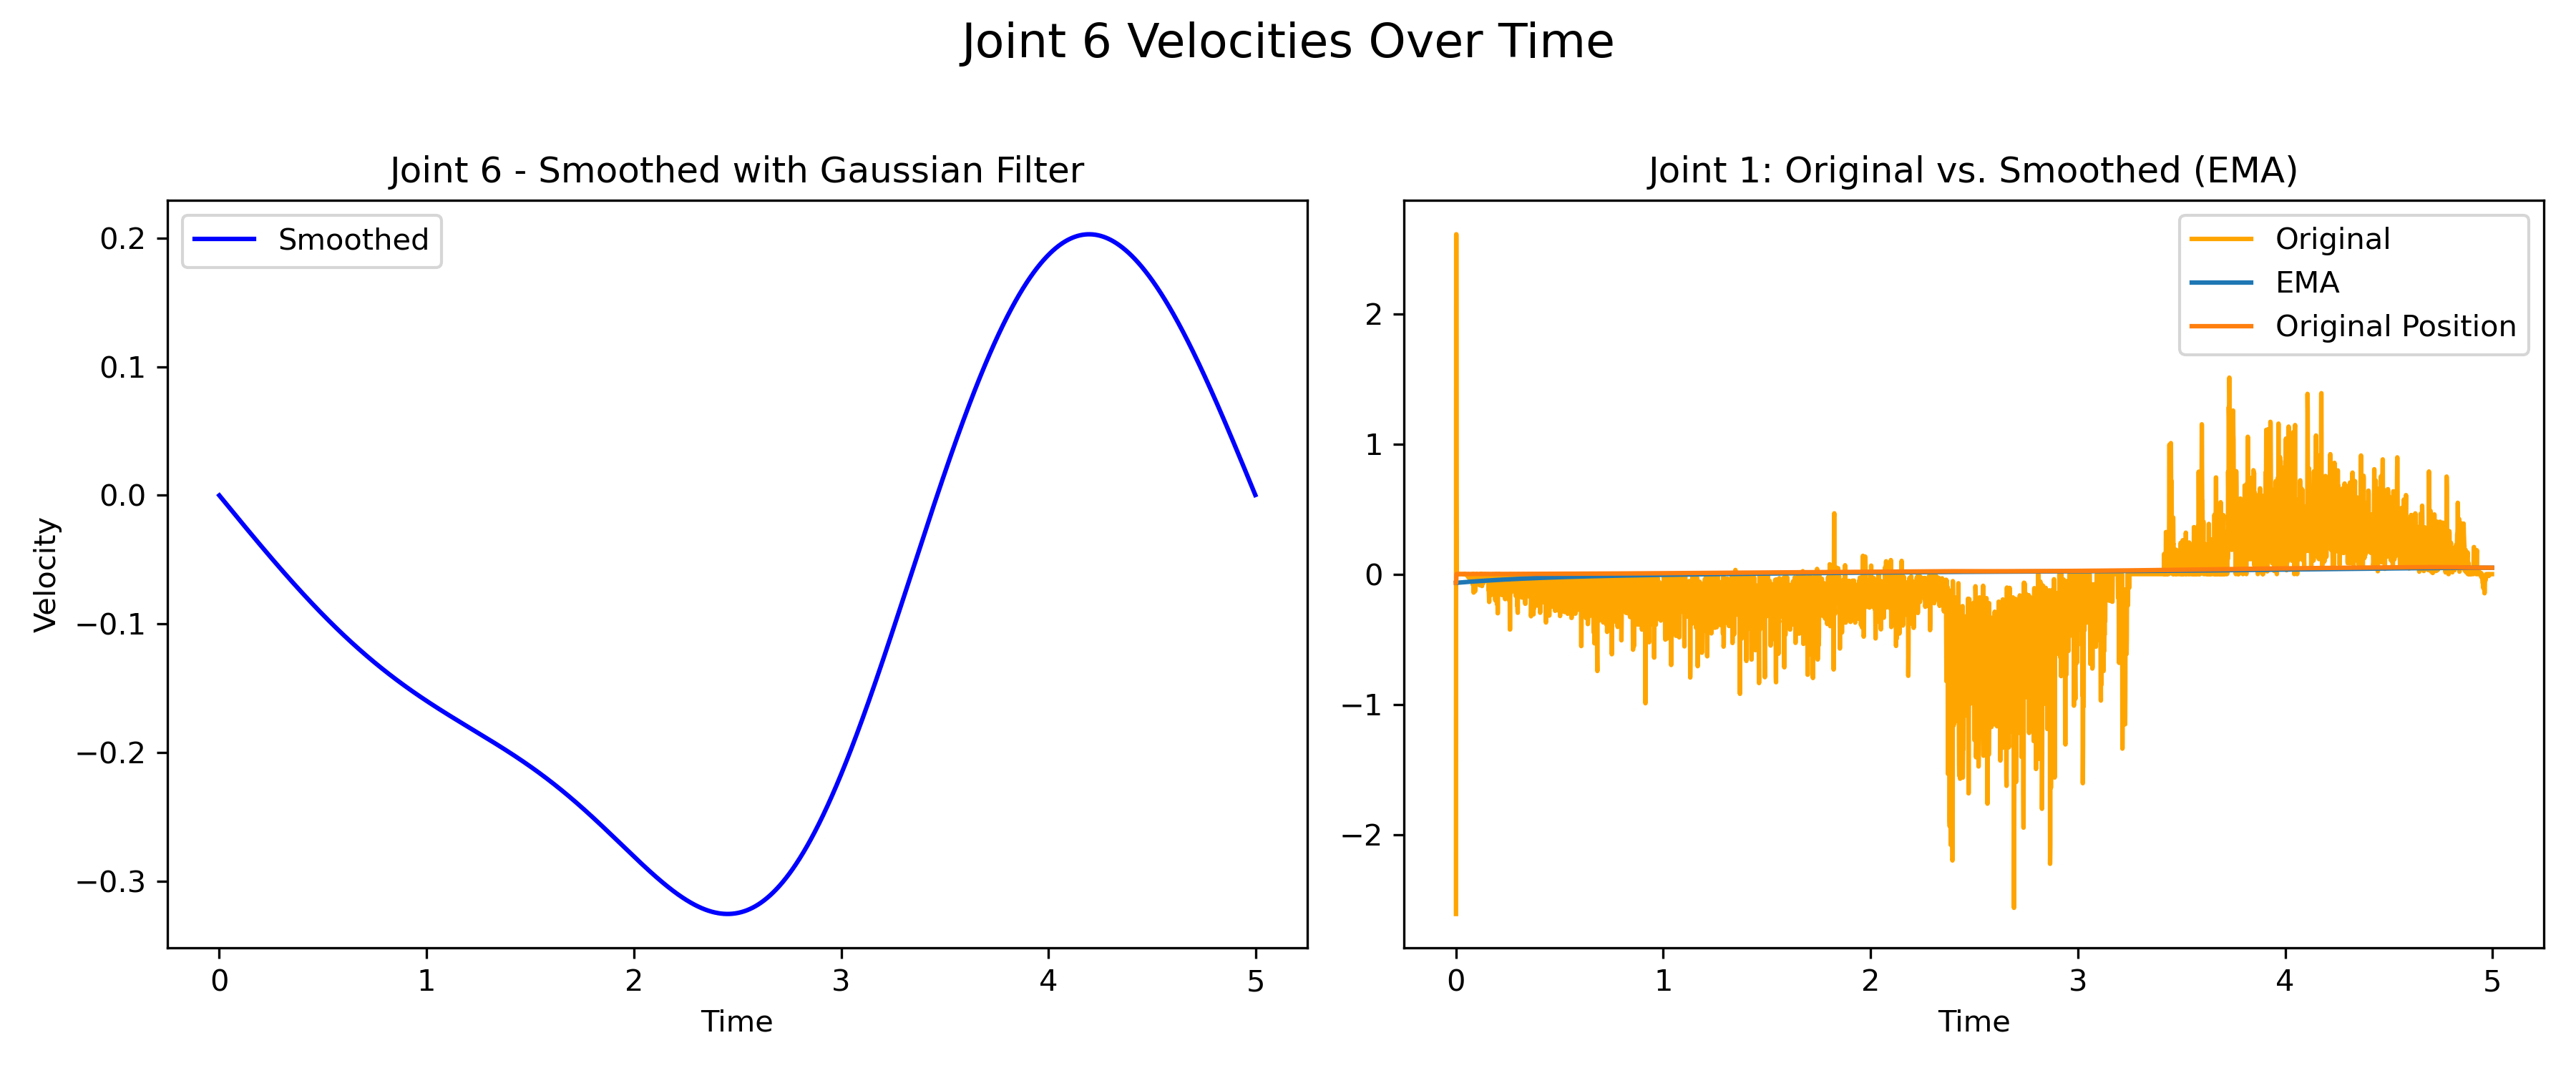 Joint 6 Velocities Over Time
Joint 6 - Smoothed with Gaussian Filter
Smoothed
0.2
0.1
0.0
−0.1
−0.2
−0.3
Velocity
0 1 2 3 4 5
Time
Joint 1: Original vs. Smoothed (EMA)
Original
EMA
Original Position
2
1
0
−1
−2
0 1 2 3 4 5
Time